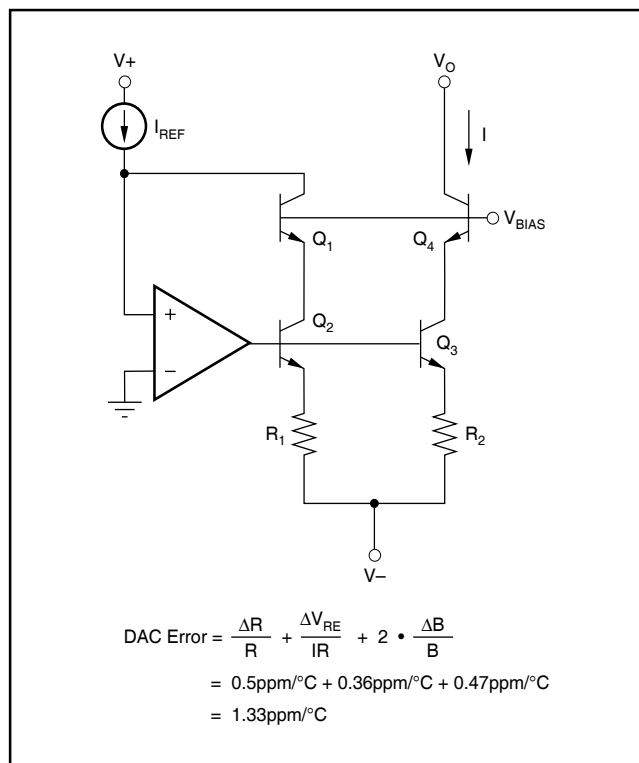 V+
V_O
I_REF
I
Q_1
Q_4
V_BIAS
+
−
Q_2
Q_3
R_1
R_2
V–
DAC Error = ΔR/R + ΔV_RE/IR + 2 • ΔB/B
= 0.5ppm/°C + 0.36ppm/°C + 0.47ppm/°C
= 1.33ppm/°C